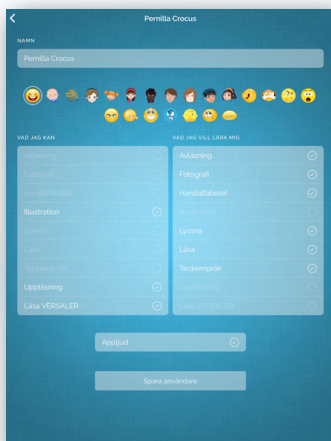 Pernilla Crocus
NAMN
Pernilla Crocus
VAD JAG KAN
Avläsning
Fotografi
Handalfabetet
Illustration
Lyssna
Läsa
Teckenspråk
Uppläsning
Läsa VERSALER
VAD JAG VILL LÄRA MIG
Avläsning
Fotografi
Handalfabetet
Illustration
Lyssna
Läsa
Teckenspråk
Uppläsning
Läsa VERSALER
Appljud
Spara användare